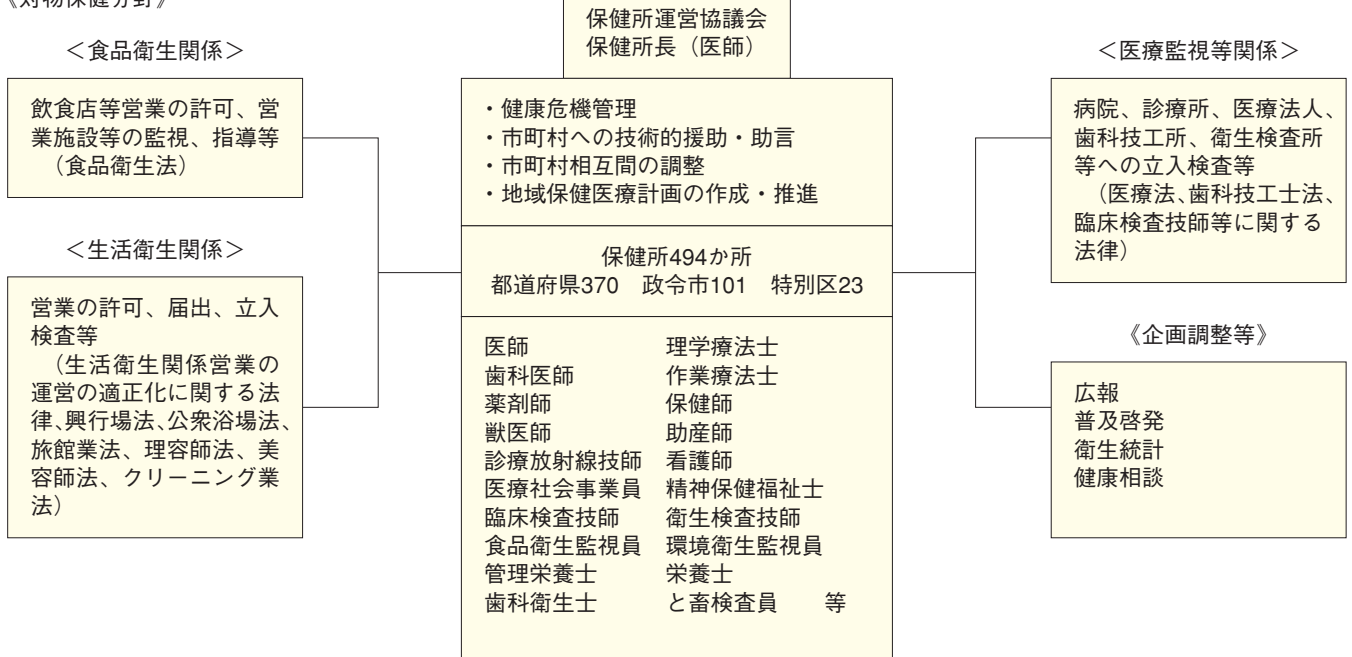 《対物保健分野》
<食品衛生関係>
飲食店等営業の許可、営
業施設等の監視、指導等
（食品衛生法）
<生活衛生関係>
営業の許可、届出、立入
検査等
（生活衛生関係営業の
運営の適正化に関する法
律、興行場法、公衆浴場法、
旅館業法、理容師法、美
容師法、クリーニング業
法）
保健所運営協議会
保健所長（医師）
・健康危機管理
・市町村への技術的援助・助言
・市町村相互間の調整
・地域保健医療計画の作成・推進
保健所494か所
都道府県370　政令市101　特別区23
医師　理学療法士
歯科医師　作業療法士
薬剤師　保健師
獣医師　助産師
診療放射線技師　看護師
医療社会事業員　精神保健福祉士
臨床検査技師　衛生検査技師
食品衛生監視員　環境衛生監視員
管理栄養士　栄養士
歯科衛生士　と畜検査員　等
<医療監視等関係>
病院、診療所、医療法人、
歯科技工所、衛生検査所
等への立入検査等
（医療法、歯科技工士法、
臨床検査技師等に関する
法律）
《企画調整等》
広報
普及啓発
衛生統計
健康相談